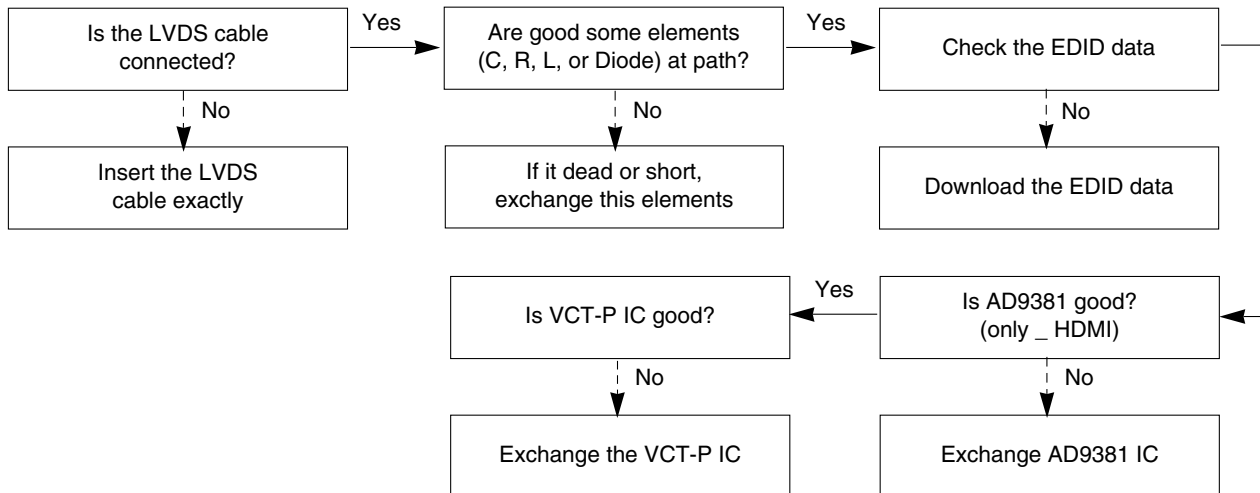 Is the LVDS cable
connected?
Yes
Are good some elements
(C, R, L, or Diode) at path?
Yes
Check the EDID data
No
No
No
Insert the LVDS
cable exactly
If it dead or short,
exchange this elements
Download the EDID data
Is VCT-P IC good?
Yes
Is AD9381 good?
(only _ HDMI)
No
No
Exchange the VCT-P IC
Exchange AD9381 IC